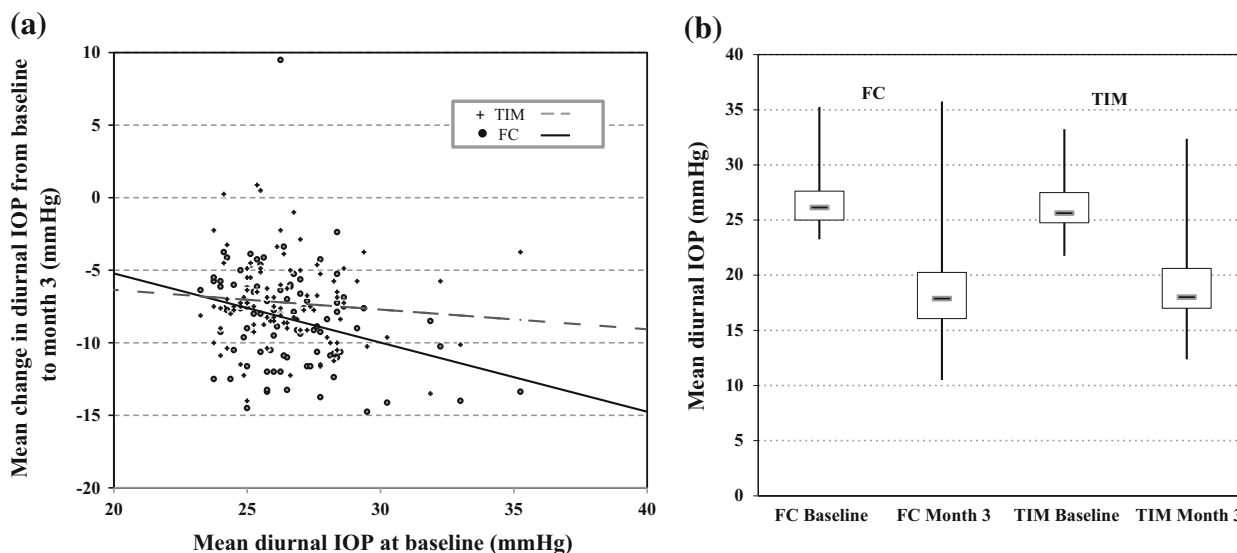 (a)
Mean change in diurnal IOP from baseline
to month 3 (mmHg)
10
5
0
-5
-10
-15
-20
TIM
FC
20
25
30
35
40
Mean diurnal IOP at baseline (mmHg)
(b)
Mean diurnal IOP (mmHg)
40
35
30
25
20
15
10
5
0
FC
TIM
FC Baseline
FC Month 3
TIM Baseline
TIM Month 3